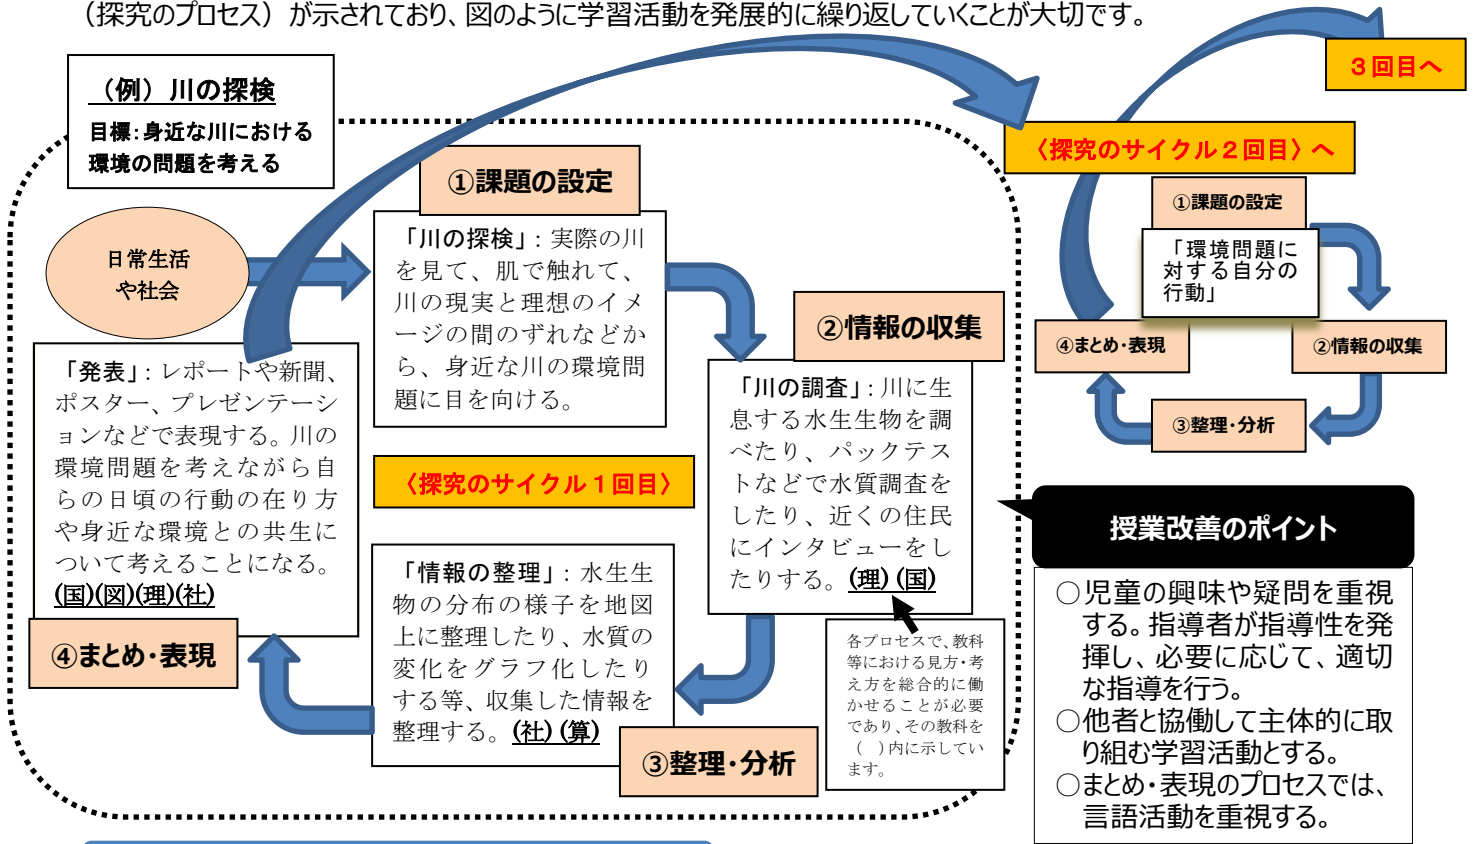 （探究のプロセス）が示されており、図のように学習活動を発展的に繰り返していくことが大切です。
（例）川の探検
目標：身近な川における
環境の問題を考える
日常生活
や社会
①課題の設定
「川の探検」：実際の川
を見て、肌で触れて、
川の現実と理想のイメ
ージの間のずれなどか
ら、身近な川の環境問
題に目を向ける。
②情報の収集
「川の調査」：川に生
息する水生生物を調
べたり、パックテス
トなどで水質調査を
したり、近くの住民
にインタビューをし
たりする。(理)(国)
各プロセスで、教科
等における見方・考
え方を総合的に働
かせることが必要
であり、その教科を
（　）内に示してい
ます。
〈探究のサイクル１回目〉
「情報の整理」：水生生
物の分布の様子を地図
上に整理したり、水質の
変化をグラフ化したり
する等、収集した情報を
整理する。(社)(算)
③整理・分析
「発表」：レポートや新聞、
ポスター、プレゼンテーシ
ョンなどで表現する。川の
環境問題を考えながら自
らの日頃の行動の在り方
や身近な環境との共生に
ついて考えることになる。
(国)(図)(理)(社)
④まとめ・表現
３回目へ
〈探究のサイクル２回目〉へ
①課題の設定
「環境問題に
対する自分の
行動」
②情報の収集
③整理・分析
④まとめ・表現
授業改善のポイント
○児童の興味や疑問を重視
する。指導者が指導性を発
揮し、必要に応じて、適切
な指導を行う。
○他者と協働して主体的に取
り組む学習活動とする。
○まとめ・表現のプロセスでは、
言語活動を重視する。